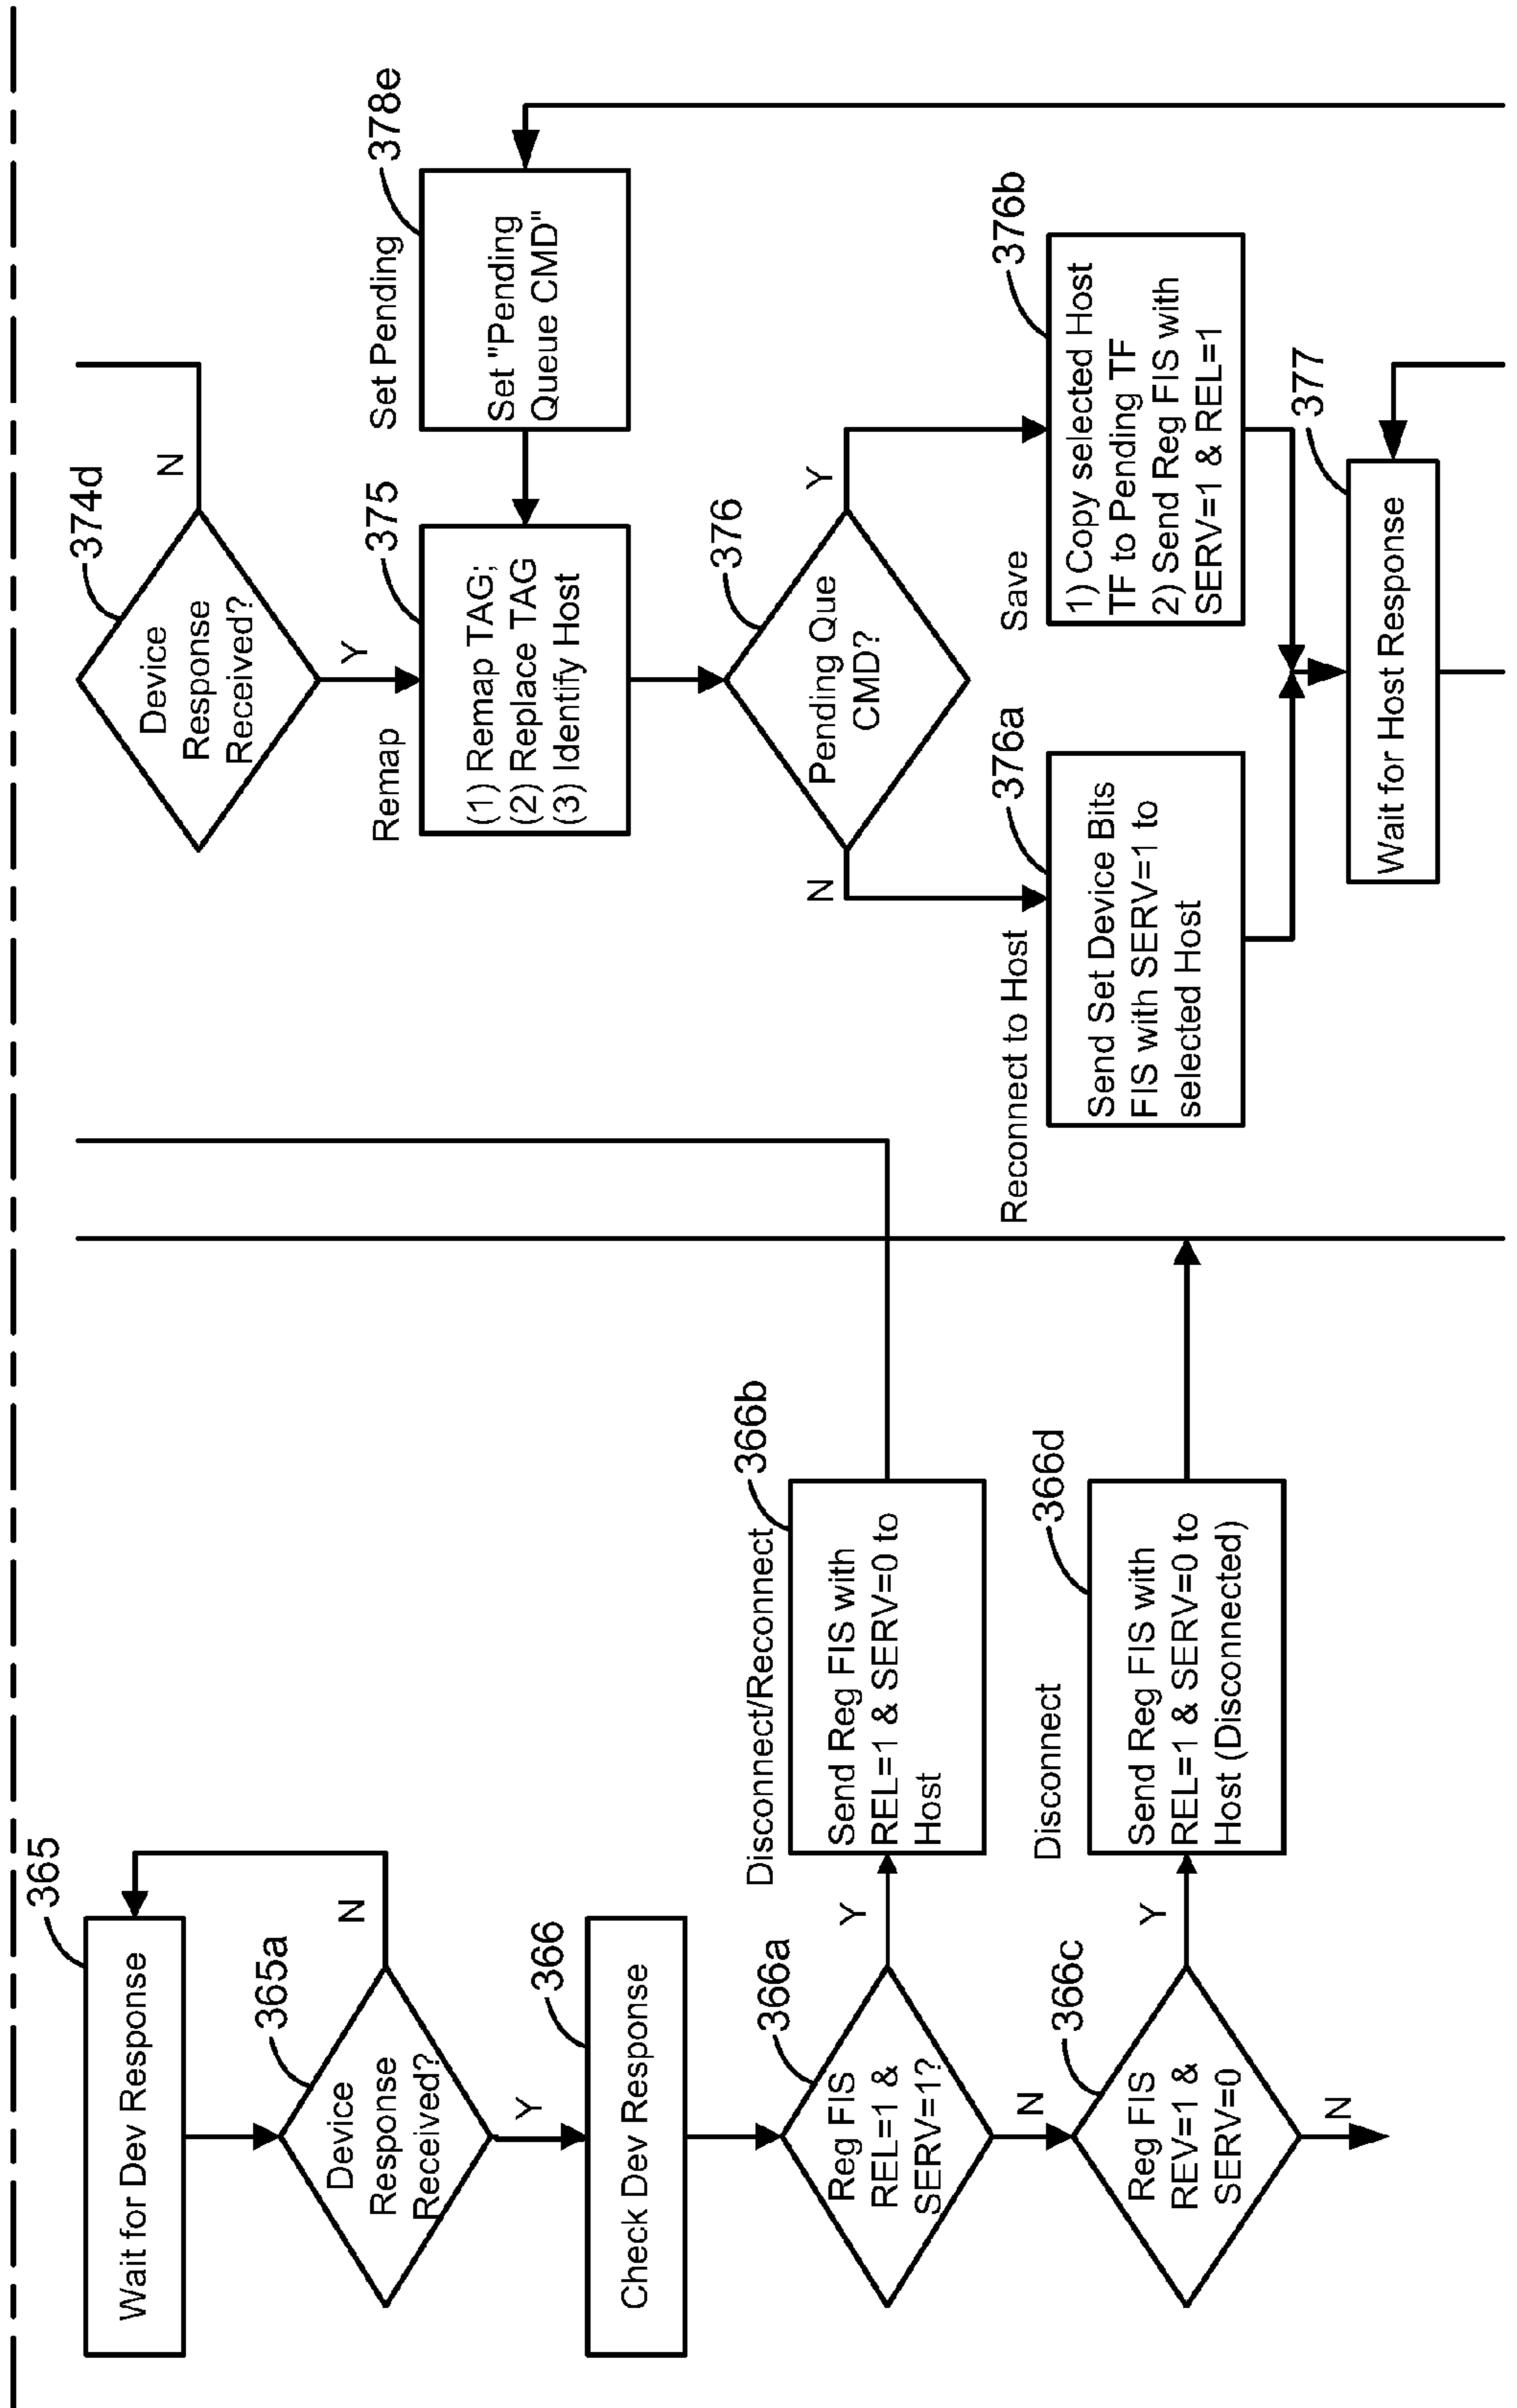 365
Wait for Dev Response
365a
Device
Response
Received?
N
Y
366
Check Dev Response
366a
Reg FIS
REL=1 &
SERV=1?
Y
N
Disconnect/Reconnect
366b
Send Reg FIS with
REL=1 & SERV=0 to
Host
366c
Reg FIS
REV=1 &
SERV=0
Y
N
Disconnect
366d
Send Reg FIS with
REL=1 & SERV=0 to
Host (Disconnected)
374d
Device
Response
Received?
N
Y
Remap
375
(1) Remap TAG;
(2) Replace TAG
(3) Identify Host
Set Pending
378e
Set "Pending
Queue CMD"
376
Pending Que
CMD?
N
Y
Reconnect to Host
376a
Send Set Device Bits
FIS with SERV=1 to
selected Host
Save
376b
1) Copy selected Host
TF to Pending TF
2) Send Reg FIS with
SERV=1 & REL=1
377
Wait for Host Response